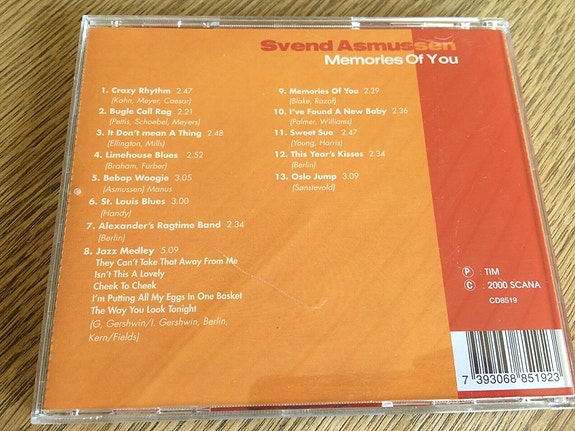 Svend Asmussen
Memories Of You
1. Crazy Rhythm 2.47
(Kahn, Meyer, Caesar)
2. Bugle Call Rag 2.21
(Pettis, Schoebel, Meyers)
3. It Don't mean A Thing 2.48
(Ellington, Mills)
4. Limehouse Blues 2.52
(Braham, Furber)
5. Bebop Woogie 3.05
(Asmussen) Manus
6. St. Louis Blues 3.00
(Handy)
7. Alexander's Ragtime Band 2.34
(Berlin)
8. Jazz Medley 5.09
They Can't Take That Away From Me
Isn't This A Lovely
Cheek To Cheek
I'm Putting All My Eggs In One Basket
The Way You Look Tonight
(G, Gershwin/I. Gershwin, Berlin,
Kern/Fields)
9. Memories Of You 2.29
(Blake, Razaf)
10. I've Found A New Baby 2.36
(Palmer, Williams)
11. Sweet Sue 2.47
(Young, Harris)
12. This Year's Kisses 2.34
(Berlin)
13. Oslo Jump 3.09
(Sønstevold)
Ⓟ : TIM
Ⓒ : 2000 SCANA
CD8519
7 393068 851923